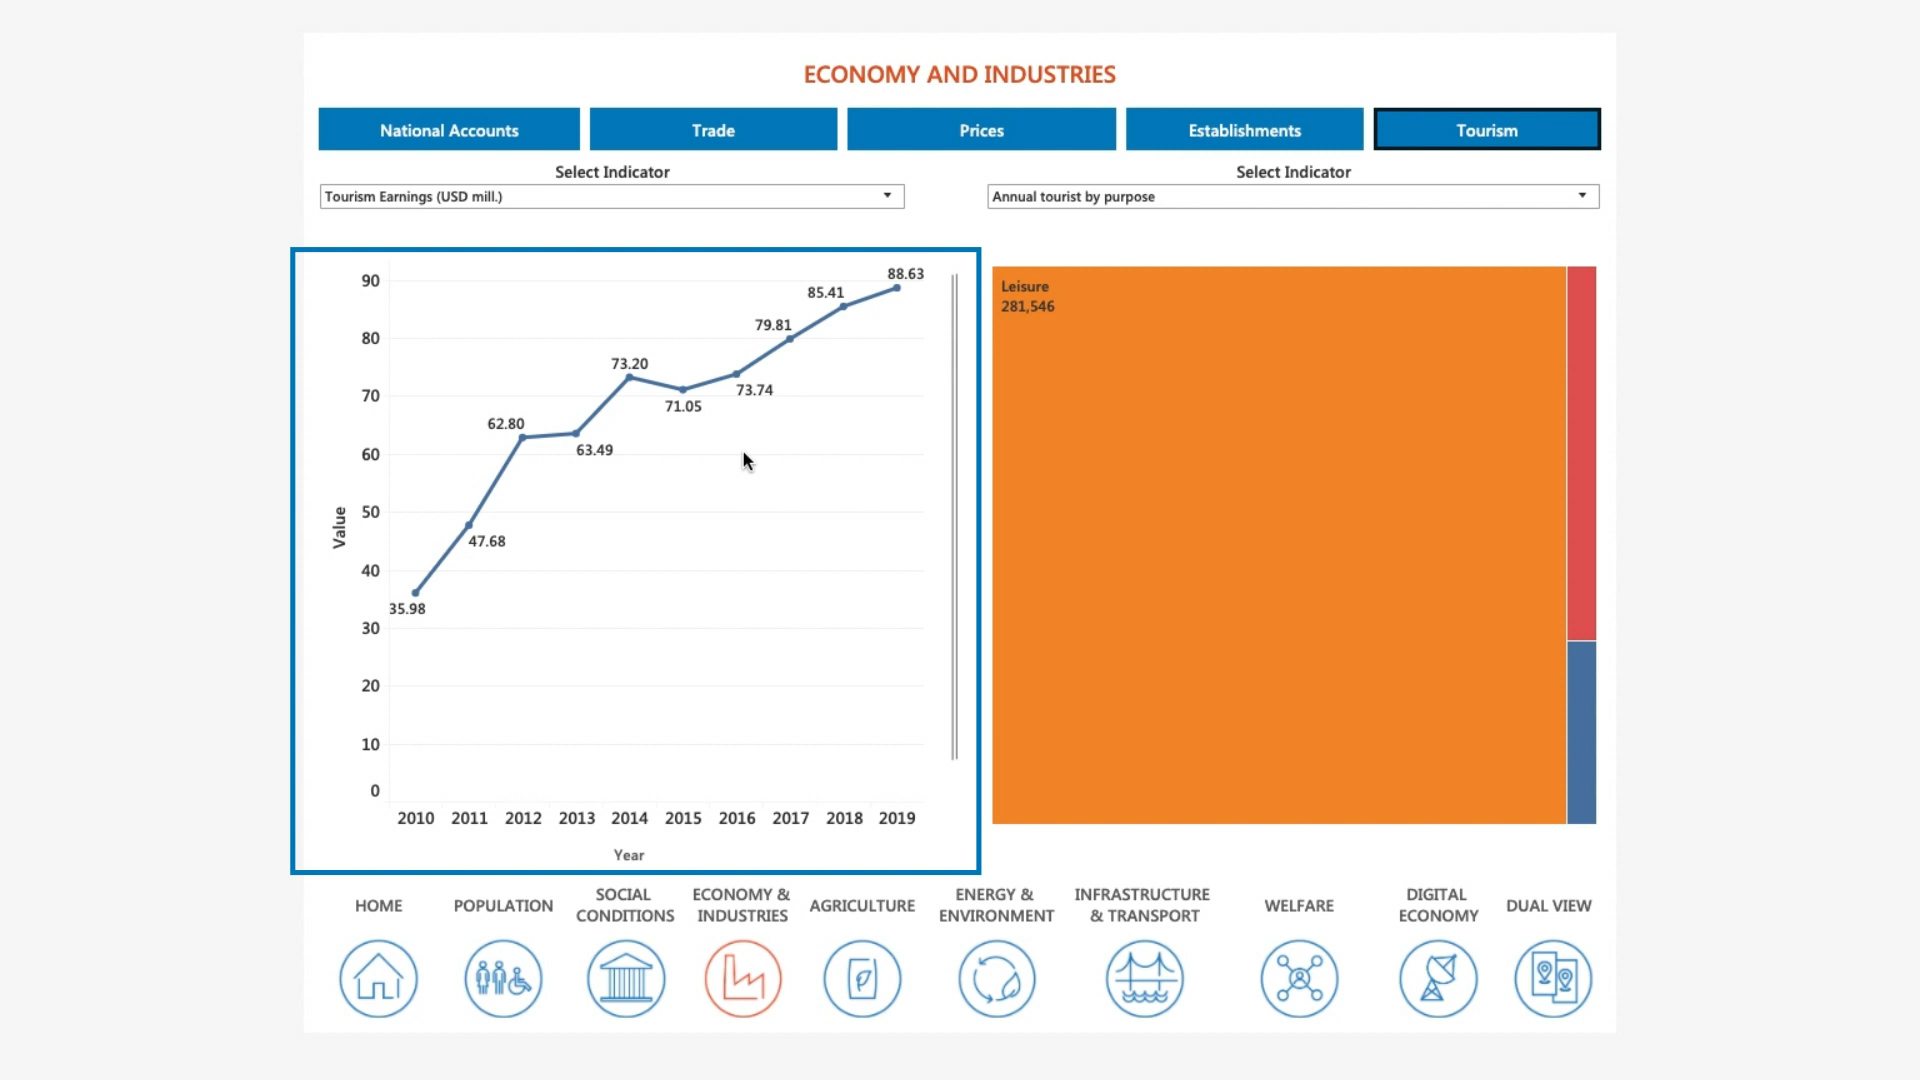 ECONOMY AND INDUSTRIES
National Accounts
Trade
Prices
Establishments
Tourism
Select Indicator
Tourism Earnings (USD mill.)
Select Indicator
Annual tourist by purpose
90
80
70
60
50
40
30
20
10
0
Value
35.98
47.68
62.80
63.49
73.20
71.05
73.74
79.81
85.41
88.63
2010
2011
2012
2013
2014
2015
2016
2017
2018
2019
Year
Leisure
281,546
HOME
POPULATION
SOCIAL
CONDITIONS
ECONOMY &
INDUSTRIES
AGRICULTURE
ENERGY &
ENVIRONMENT
INFRASTRUCTURE
& TRANSPORT
WELFARE
DIGITAL
ECONOMY
DUAL VIEW